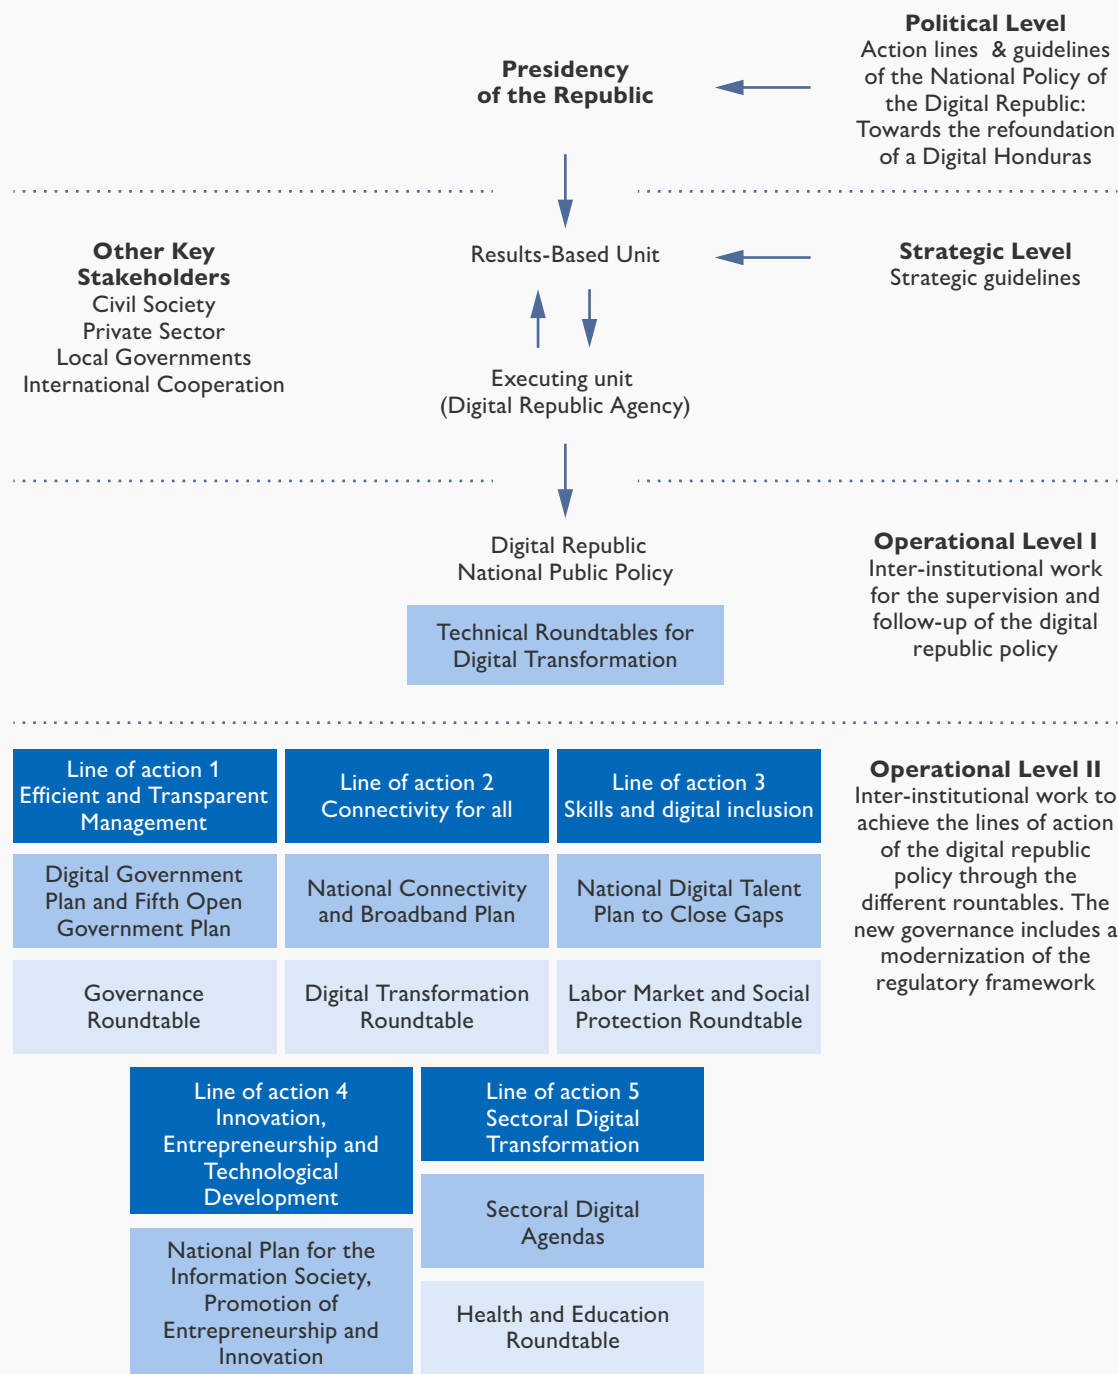 Presidency
of the Republic
Political Level
Action lines & guidelines
of the National Policy of
the Digital Republic:
Towards the refoundation
of a Digital Honduras
Other Key
Stakeholders
Civil Society
Private Sector
Local Governments
International Cooperation
Results-Based Unit
Executing unit
(Digital Republic Agency)
Strategic Level
Strategic guidelines
Digital Republic
National Public Policy
Technical Roundtables for
Digital Transformation
Operational Level I
Inter-institutional work
for the supervision and
follow-up of the digital
republic policy
Line of action 1
Efficient and Transparent
Management
Digital Government
Plan and Fifth Open
Government Plan
Governance
Roundtable
Line of action 2
Connectivity for all
National Connectivity
and Broadband Plan
Digital Transformation
Roundtable
Line of action 3
Skills and digital inclusion
National Digital Talent
Plan to Close Gaps
Labor Market and Social
Protection Roundtable
Operational Level II
Inter-institutional work to
achieve the lines of action
of the digital republic
policy through the
different rountables. The
new governance includes a
modernization of the
regulatory framework
Line of action 4
Innovation,
Entrepreneurship and
Technological
Development
National Plan for the
Information Society,
Promotion of
Entrepreneurship and
Innovation
Line of action 5
Sectoral Digital
Transformation
Sectoral Digital
Agendas
Health and Education
Roundtable